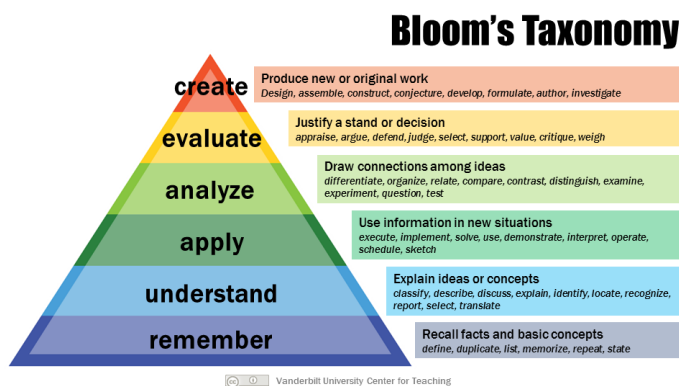 Bloom's Taxonomy
create
Produce new or original work
Design, assemble, construct, conjecture, develop, formulate, author, investigate
evaluate
Justify a stand or decision
appraise, argue, defend, judge, select, support, value, critique, weigh
analyze
Draw connections among ideas
differentiate, organize, relate, compare, contrast, distinguish, examine,
experiment, question, test
apply
Use information in new situations
execute, implement, solve, use, demonstrate, interpret, operate,
schedule, sketch
understand
Explain ideas or concepts
classify, describe, discuss, explain, identify, locate, recognize,
report, select, translate
remember
Recall facts and basic concepts
define, duplicate, list, memorize, repeat, state
cc Vanderbilt University Center for Teaching